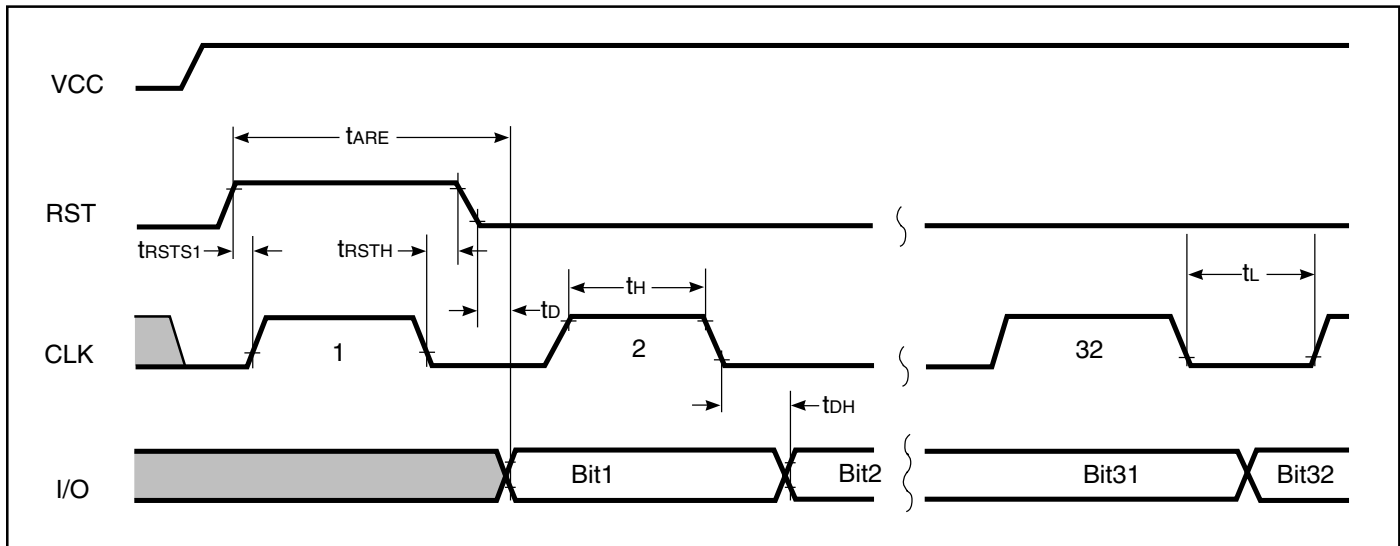 VCC
tARE
RST
tRSTS1
tRSTH
tH
tL
tD
CLK
1
2
32
tDH
I/O
Bit1
Bit2
Bit31
Bit32